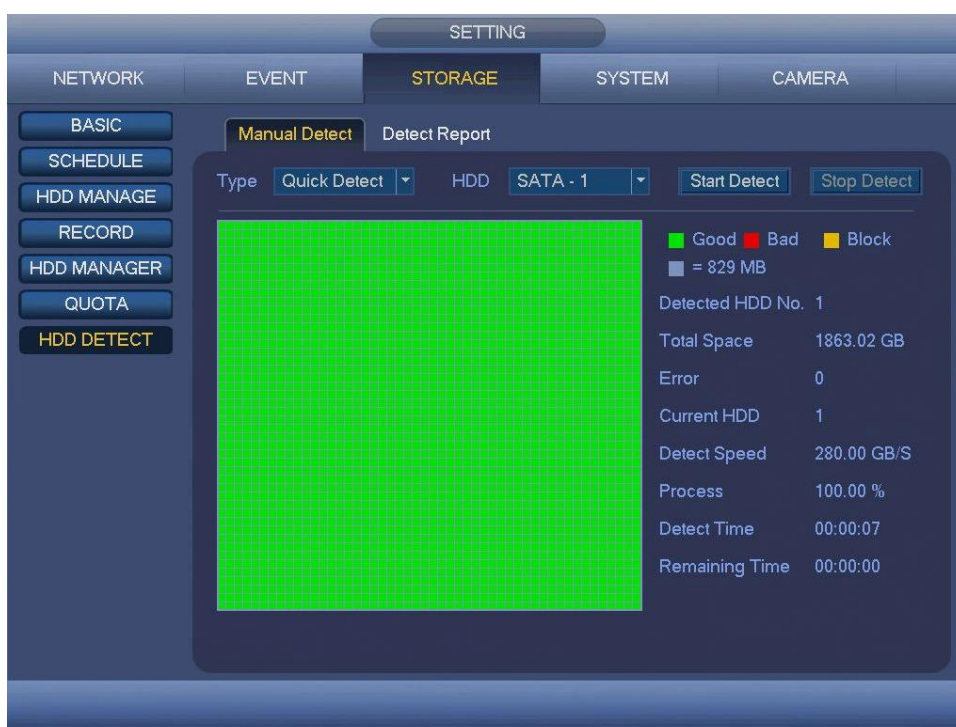 SETTING
NETWORK EVENT STORAGE SYSTEM CAMERA
BASIC
SCHEDULE
HDD MANAGE
RECORD
HDD MANAGER
QUOTA
HDD DETECT
Manual Detect Detect Report
Type Quick Detect HDD SATA - 1 Start Detect Stop Detect
Good Bad Block
= 829 MB
Detected HDD No. 1
Total Space 1863.02 GB
Error 0
Current HDD 1
Detect Speed 280.00 GB/S
Process 100.00 %
Detect Time 00:00:07
Remaining Time 00:00:00